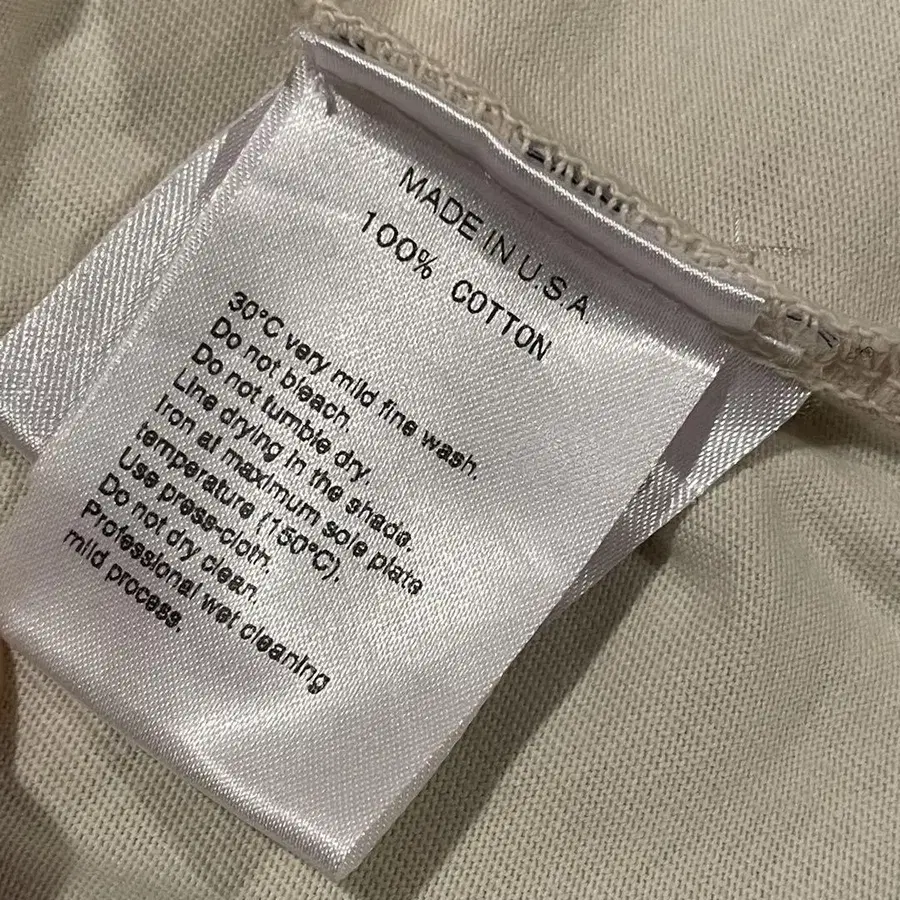 MADE IN U.S.A.
100% COTTON
30°C very mild fine wash.
Do not bleach.
Do not tumble dry.
Line drying in the shade.
Iron at maximum sole plate
temperature (150°C).
Use press-cloth.
Do not dry clean.
Professional wet cleaning
mild process.